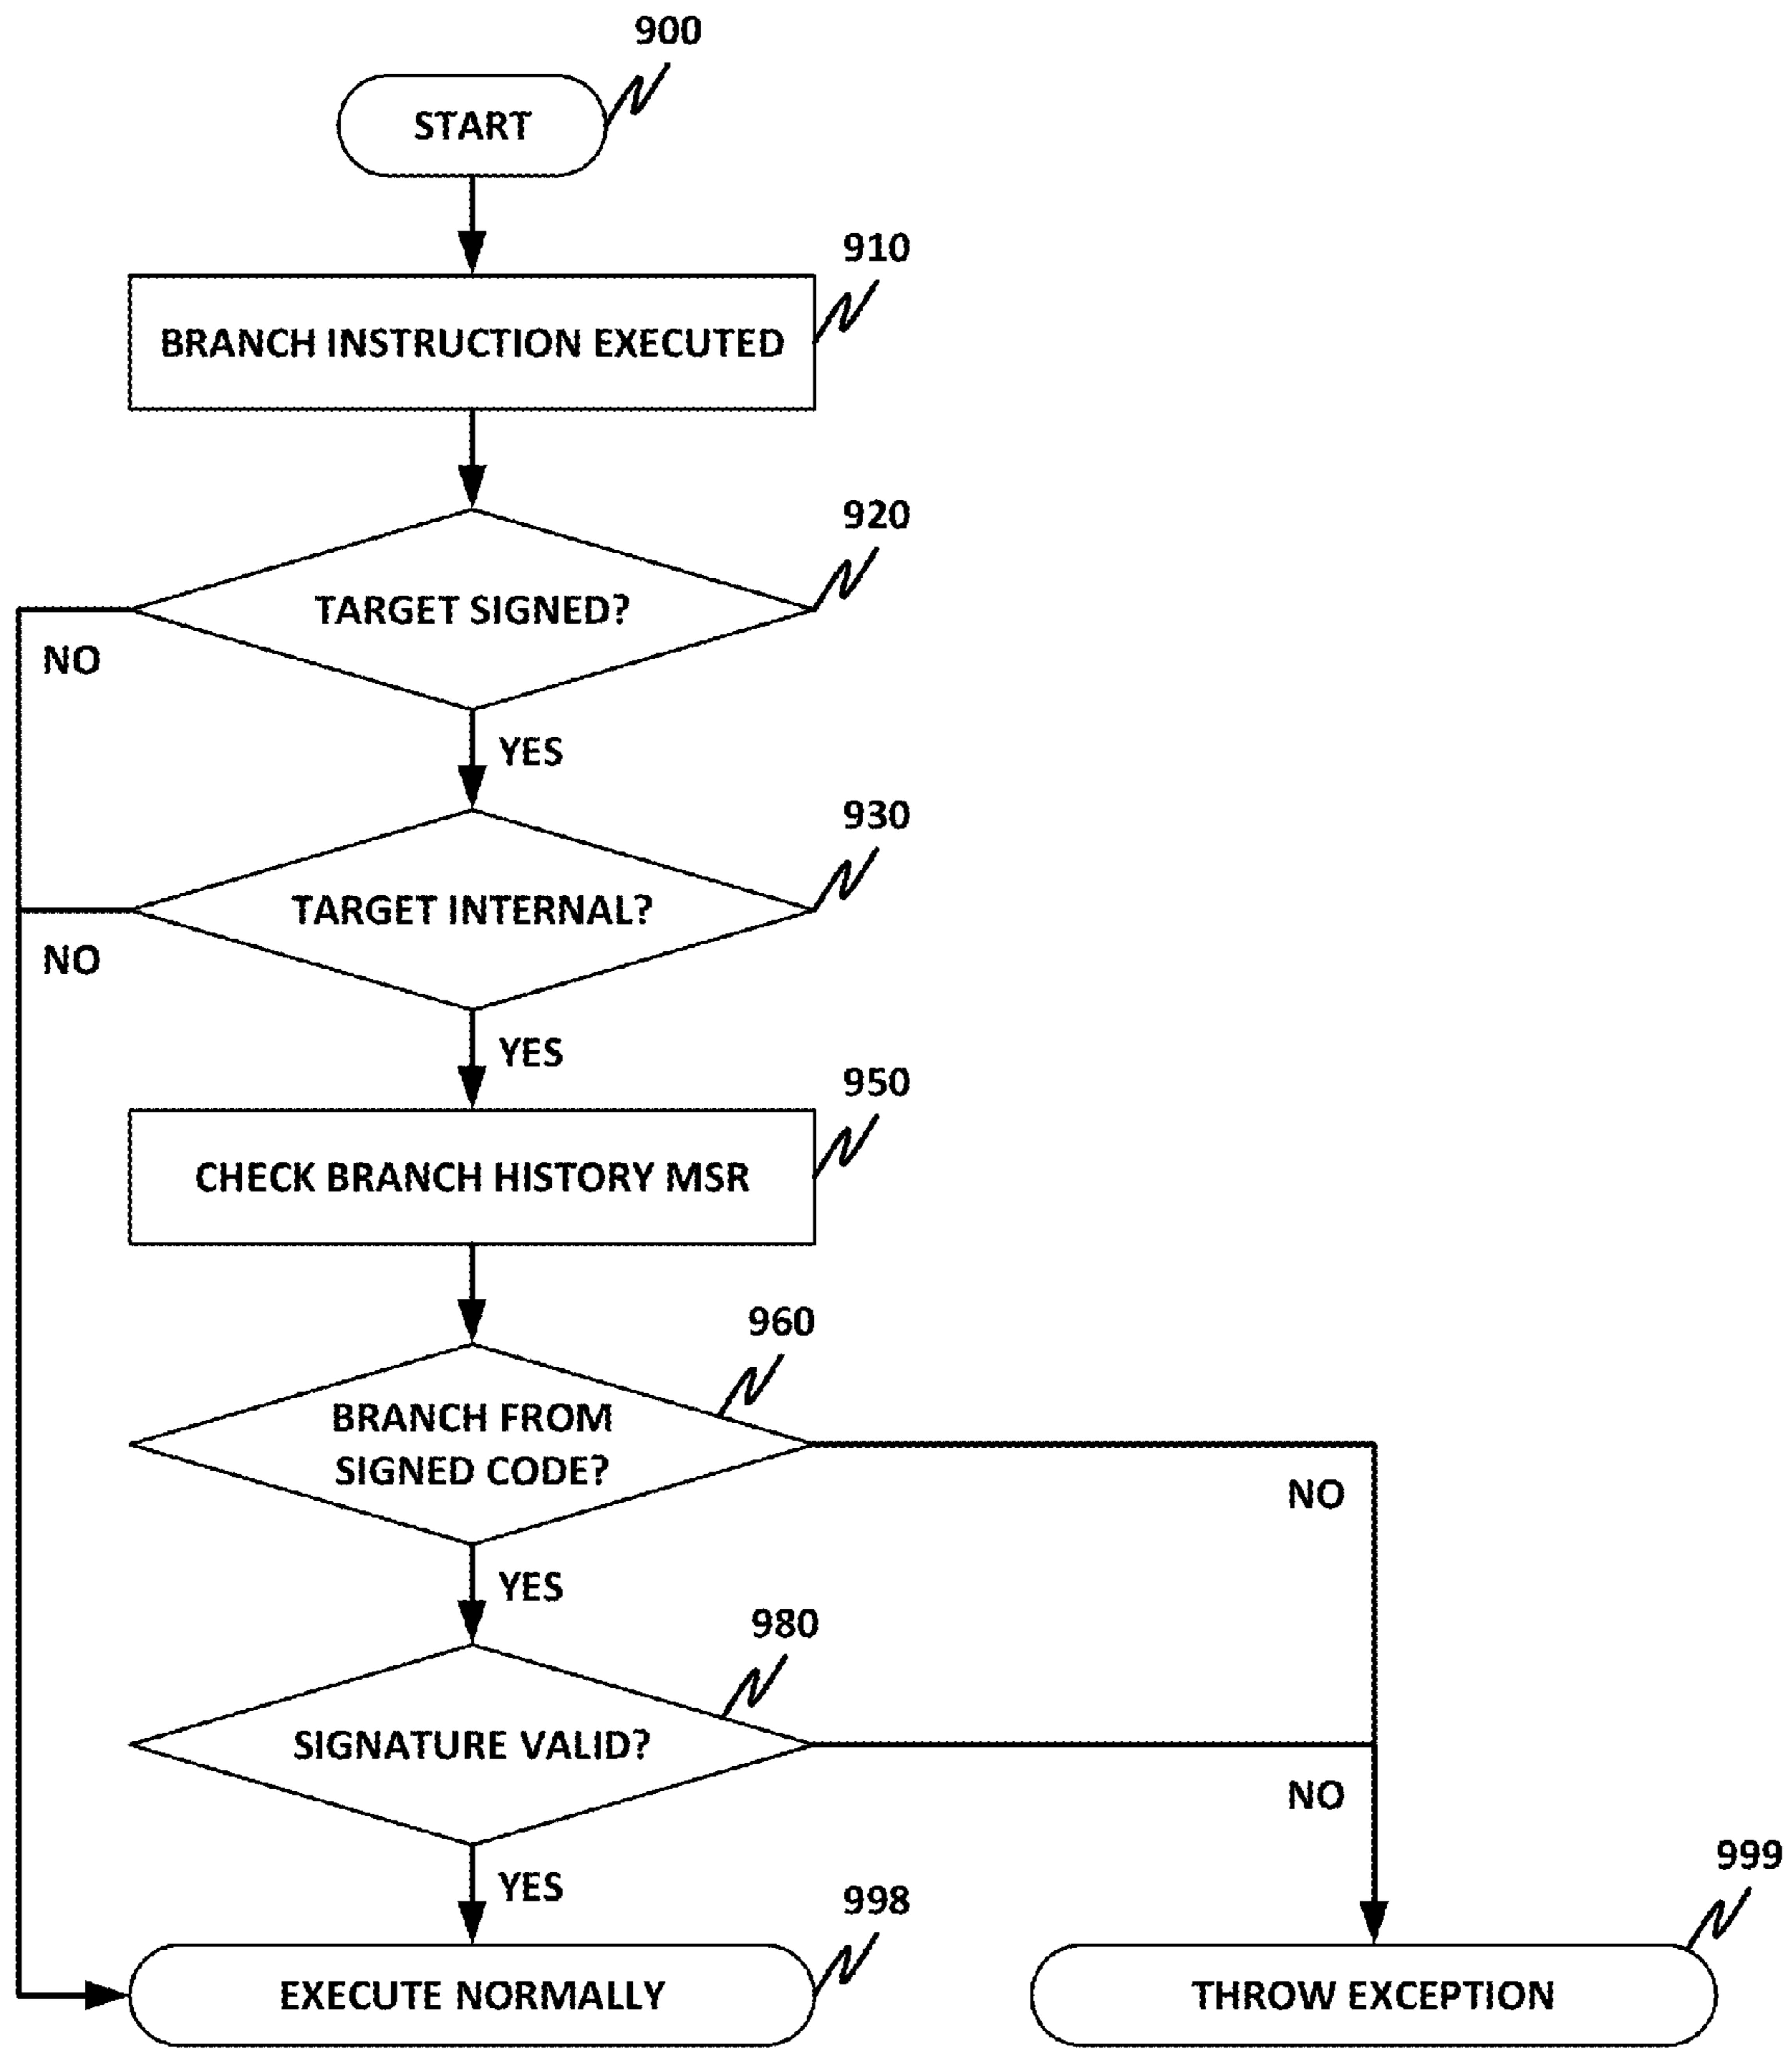 900
START
910
BRANCH INSTRUCTION EXECUTED
920
TARGET SIGNED?
NO
YES
930
TARGET INTERNAL?
NO
YES
950
CHECK BRANCH HISTORY MSR
960
BRANCH FROM
SIGNED CODE?
NO
YES
980
SIGNATURE VALID?
NO
YES
998
999
EXECUTE NORMALLY
THROW EXCEPTION